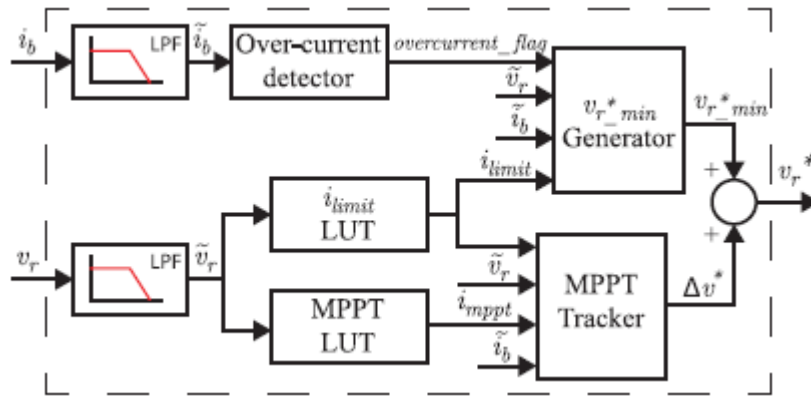 i_b
LPF
ĩ_b
Over-current
detector
overcurrent_flag
ṽ_r
ĩ_b
i_limit
v_r*_min
Generator
v_r*_min
+
+
v_r*
v_r
LPF
ṽ_r
i_limit
LUT
MPPT
LUT
ṽ_r
i_mppt
ĩ_b
MPPT
Tracker
Δv*